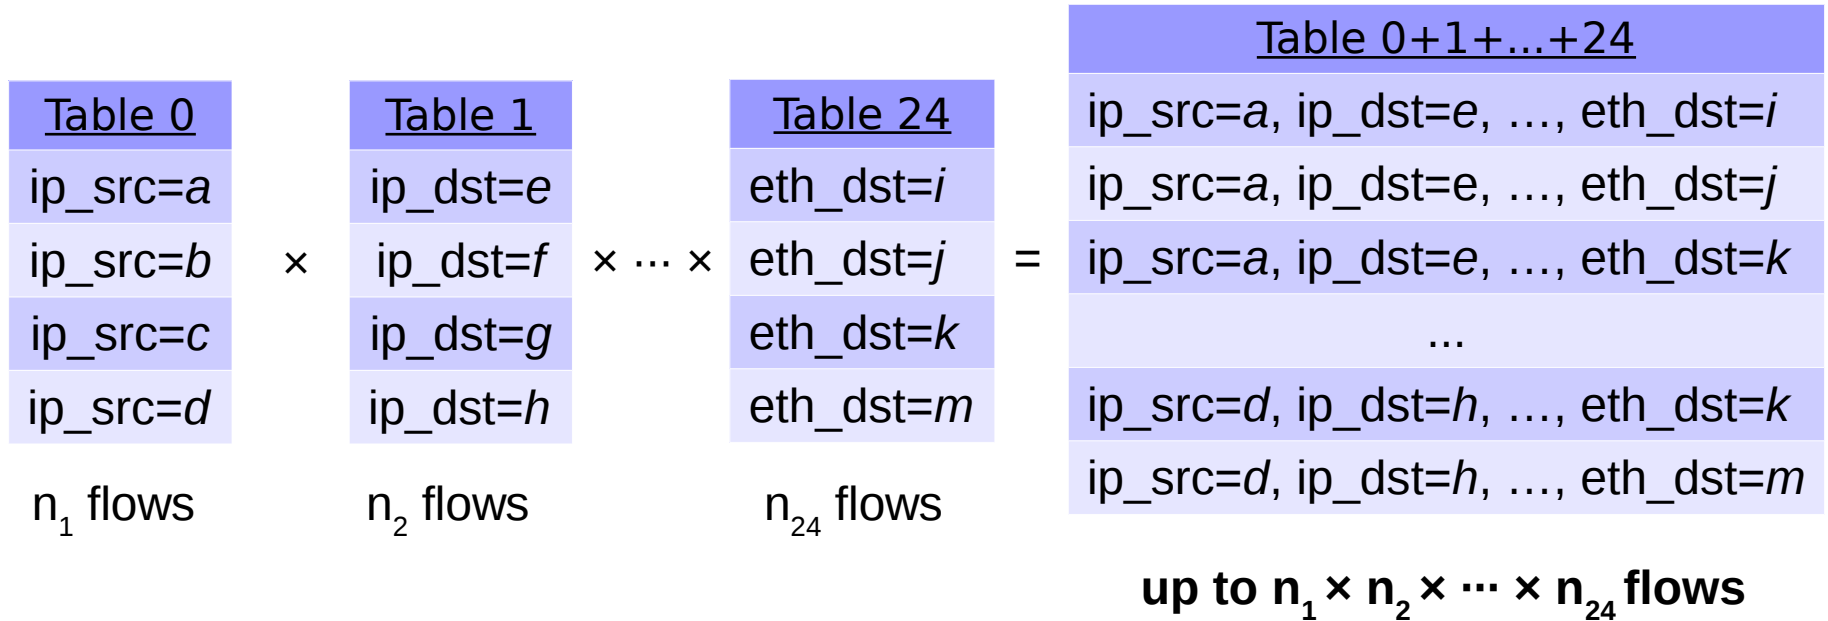 Table 0
ip_src=a
ip_src=b
ip_src=c
ip_src=d
n₁ flows
×
Table 1
ip_dst=e
ip_dst=f
ip_dst=g
ip_dst=h
n₂ flows
× ··· ×
Table 24
eth_dst=i
eth_dst=j
eth_dst=k
eth_dst=m
n₂₄ flows
=
Table 0+1+...+24
ip_src=a, ip_dst=e, …, eth_dst=i
ip_src=a, ip_dst=e, …, eth_dst=j
ip_src=a, ip_dst=e, …, eth_dst=k
...
ip_src=d, ip_dst=h, …, eth_dst=k
ip_src=d, ip_dst=h, …, eth_dst=m
up to n₁ × n₂ × ··· × n₂₄ flows